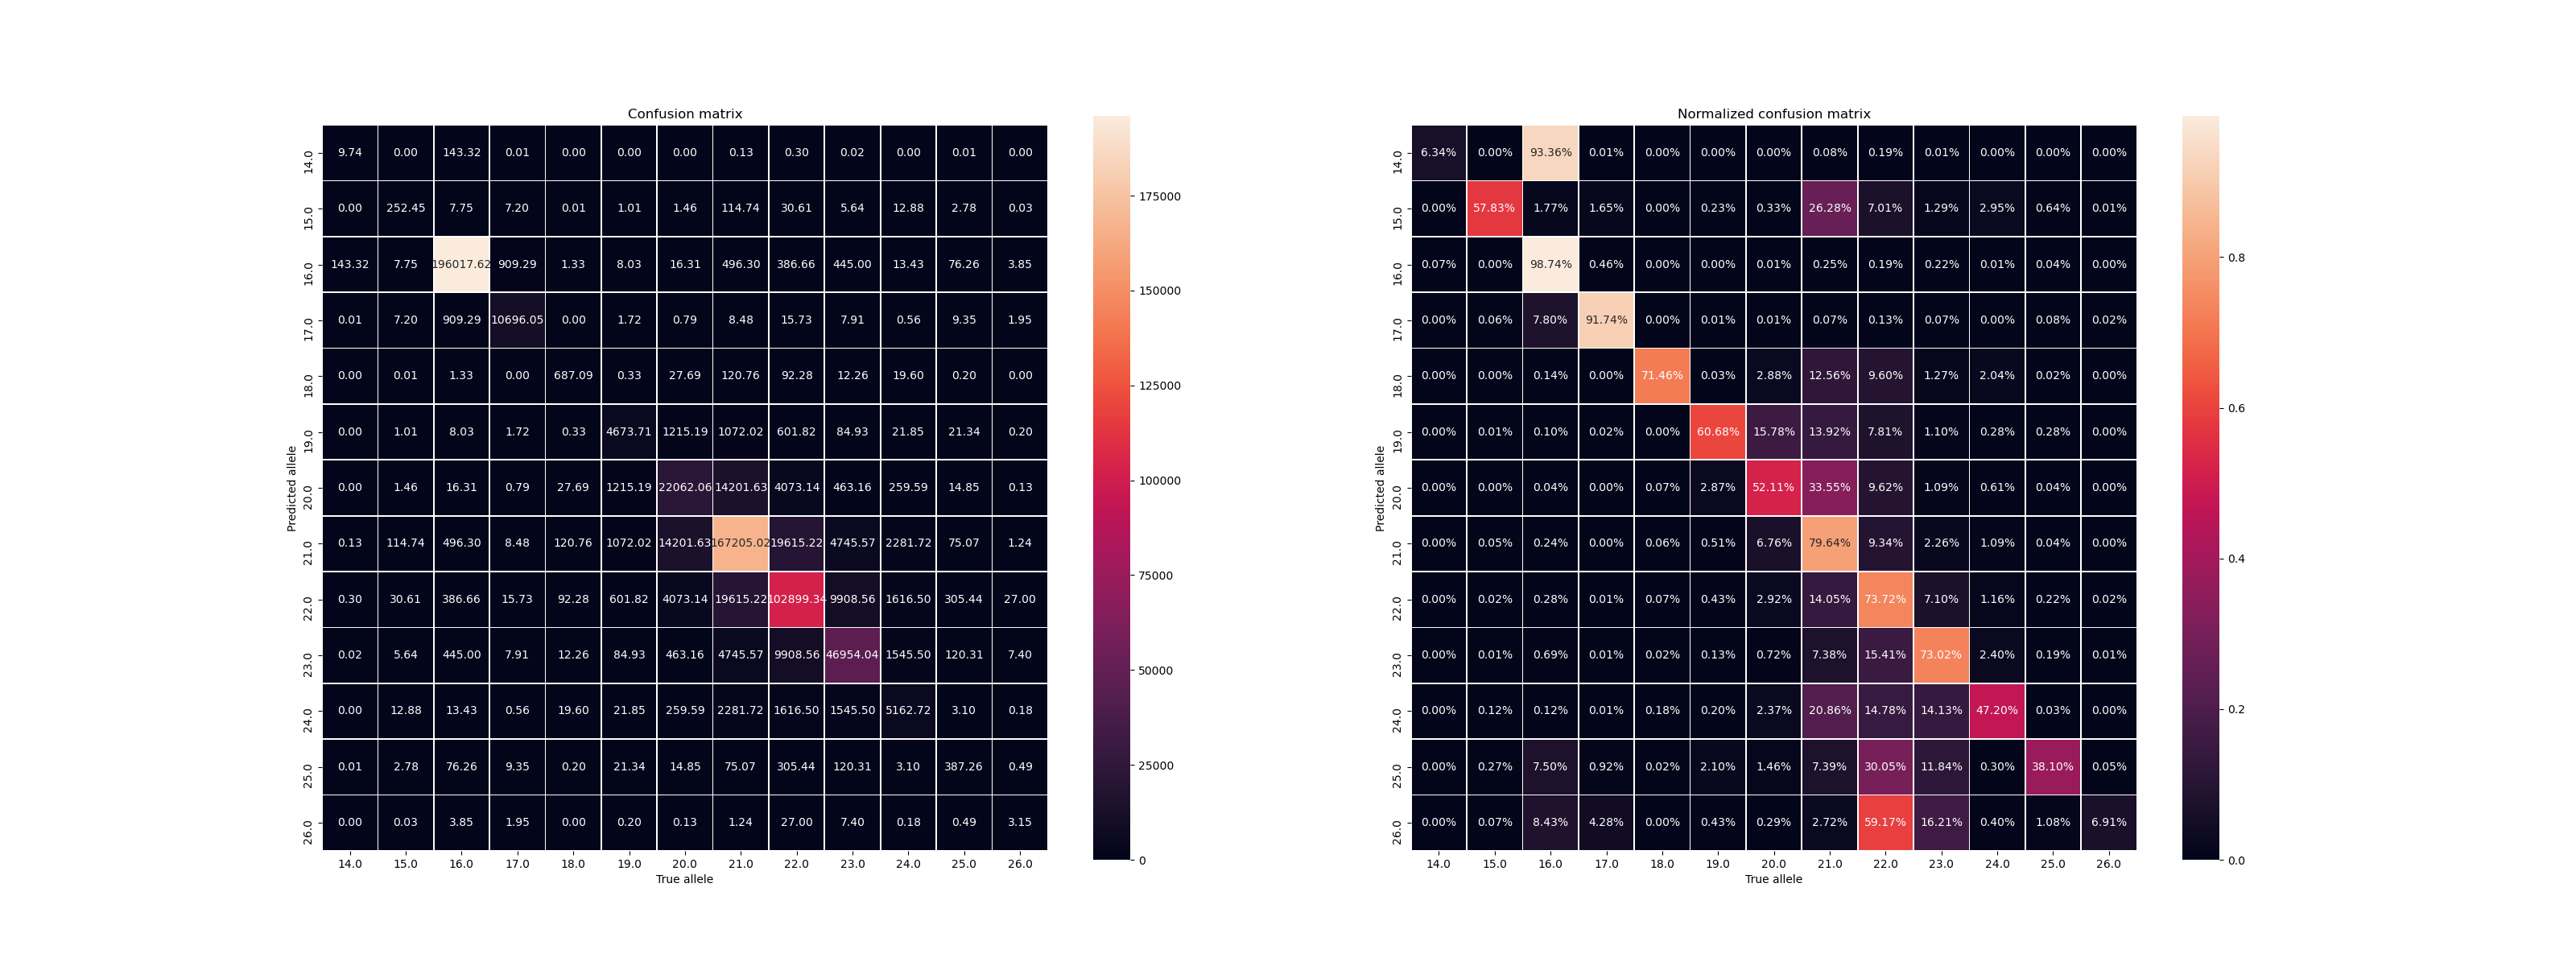 Confusion matrix
Predicted allele
14.0 9.74 0.00 143.32 0.01 0.00 0.00 0.00 0.13 0.30 0.02 0.00 0.01 0.00
15.0 0.00 252.45 7.75 7.20 0.01 1.01 1.46 114.74 30.61 5.64 12.88 2.78 0.03
16.0 143.32 7.75 196017.62 909.29 1.33 8.03 16.31 496.30 386.66 445.00 13.43 76.26 3.85
17.0 0.01 7.20 909.29 10696.05 0.00 1.72 0.79 8.48 15.73 7.91 0.56 9.35 1.95
18.0 0.00 0.01 1.33 0.00 687.09 0.33 27.69 120.76 92.28 12.26 19.60 0.20 0.00
19.0 0.00 1.01 8.03 1.72 0.33 4673.71 1215.19 1072.02 601.82 84.93 21.85 21.34 0.20
20.0 0.00 1.46 16.31 0.79 27.69 1215.19 22062.06 14201.63 4073.14 463.16 259.59 14.85 0.13
21.0 0.13 114.74 496.30 8.48 120.76 1072.02 14201.63 167205.02 19615.22 4745.57 2281.72 75.07 1.24
22.0 0.30 30.61 386.66 15.73 92.28 601.82 4073.14 19615.22 102899.34 9908.56 1616.50 305.44 27.00
23.0 0.02 5.64 445.00 7.91 12.26 84.93 463.16 4745.57 9908.56 46954.04 1545.50 120.31 7.40
24.0 0.00 12.88 13.43 0.56 19.60 21.85 259.59 2281.72 1616.50 1545.50 5162.72 3.10 0.18
25.0 0.01 2.78 76.26 9.35 0.20 21.34 14.85 75.07 305.44 120.31 3.10 387.26 0.49
26.0 0.00 0.03 3.85 1.95 0.00 0.20 0.13 1.24 27.00 7.40 0.18 0.49 3.15
14.0 15.0 16.0 17.0 18.0 19.0 20.0 21.0 22.0 23.0 24.0 25.0 26.0
True allele
175000
150000
125000
100000
75000
50000
25000
0
Normalized confusion matrix
Predicted allele
14.0 6.34% 0.00% 93.36% 0.01% 0.00% 0.00% 0.00% 0.08% 0.19% 0.01% 0.00% 0.00% 0.00%
15.0 0.00% 57.83% 1.77% 1.65% 0.00% 0.23% 0.33% 26.28% 7.01% 1.29% 2.95% 0.64% 0.01%
16.0 0.07% 0.00% 98.74% 0.46% 0.00% 0.00% 0.01% 0.25% 0.19% 0.22% 0.01% 0.04% 0.00%
17.0 0.00% 0.06% 7.80% 91.74% 0.00% 0.01% 0.01% 0.07% 0.13% 0.07% 0.00% 0.08% 0.02%
18.0 0.00% 0.00% 0.14% 0.00% 71.46% 0.03% 2.88% 12.56% 9.60% 1.27% 2.04% 0.02% 0.00%
19.0 0.00% 0.01% 0.10% 0.02% 0.00% 60.68% 15.78% 13.92% 7.81% 1.10% 0.28% 0.28% 0.00%
20.0 0.00% 0.00% 0.04% 0.00% 0.07% 2.87% 52.11% 33.55% 9.62% 1.09% 0.61% 0.04% 0.00%
21.0 0.00% 0.05% 0.24% 0.00% 0.06% 0.51% 6.76% 79.64% 9.34% 2.26% 1.09% 0.04% 0.00%
22.0 0.00% 0.02% 0.28% 0.01% 0.07% 0.43% 2.92% 14.05% 73.72% 7.10% 1.16% 0.22% 0.02%
23.0 0.00% 0.01% 0.69% 0.01% 0.02% 0.13% 0.72% 7.38% 15.41% 73.02% 2.40% 0.19% 0.01%
24.0 0.00% 0.12% 0.12% 0.01% 0.18% 0.20% 2.37% 20.86% 14.78% 14.13% 47.20% 0.03% 0.00%
25.0 0.00% 0.27% 7.50% 0.92% 0.02% 2.10% 1.46% 7.39% 30.05% 11.84% 0.30% 38.10% 0.05%
26.0 0.00% 0.07% 8.43% 4.28% 0.00% 0.43% 0.29% 2.72% 59.17% 16.21% 0.40% 1.08% 6.91%
14.0 15.0 16.0 17.0 18.0 19.0 20.0 21.0 22.0 23.0 24.0 25.0 26.0
True allele
0.8
0.6
0.4
0.2
0.0